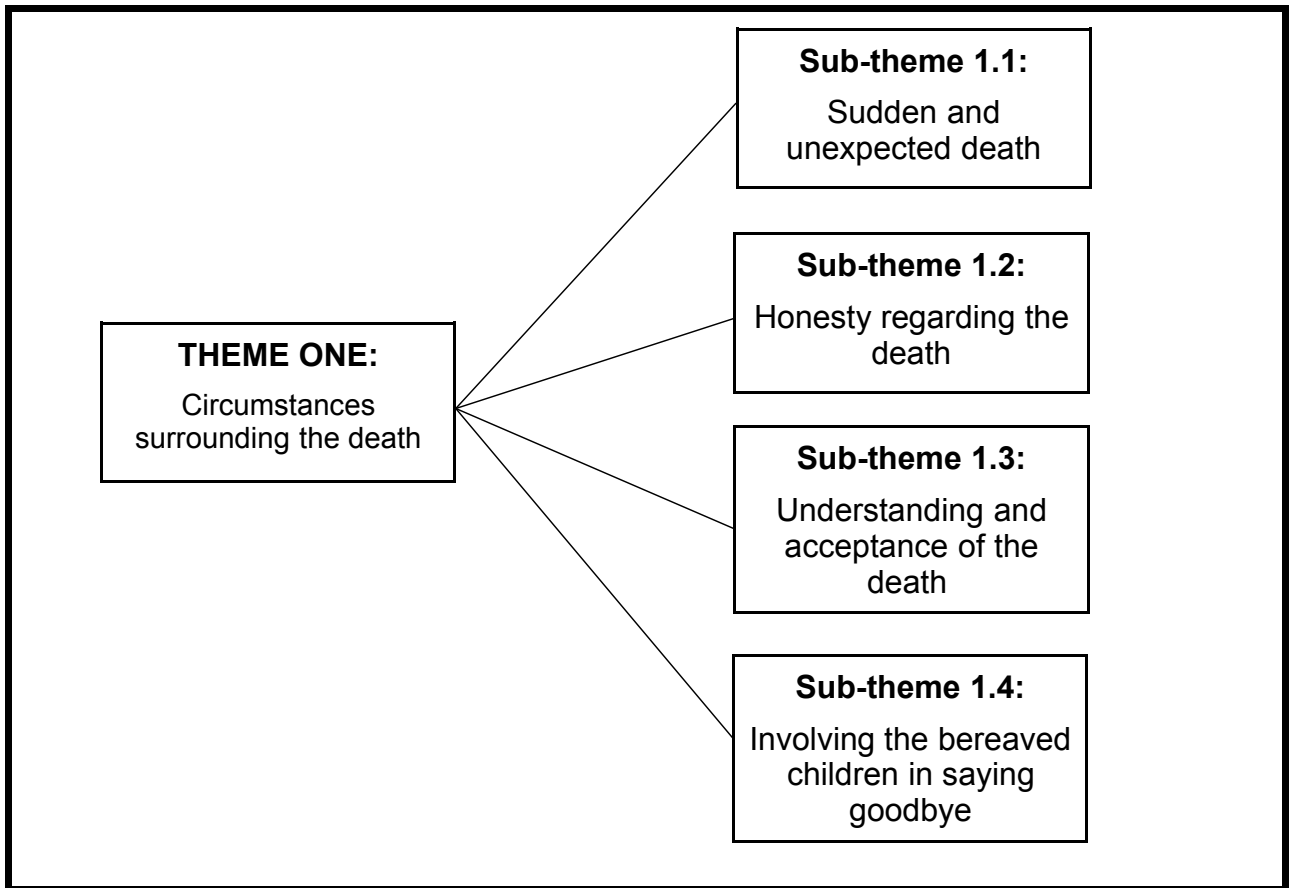 Sub-theme 1.1:
Sudden and
unexpected death
Sub-theme 1.2:
Honesty regarding the
death
THEME ONE:
Circumstances
surrounding the death
Sub-theme 1.3:
Understanding and
acceptance of the
death
Sub-theme 1.4:
Involving the bereaved
children in saying
goodbye